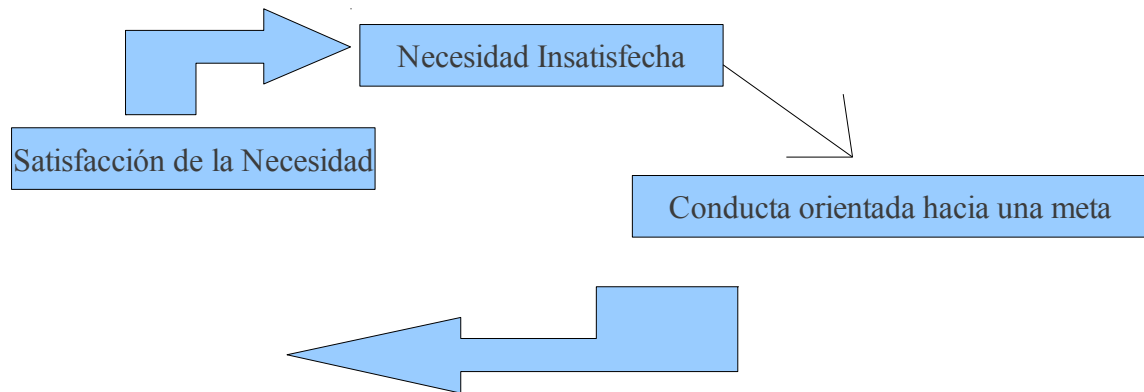 Necesidad Insatisfecha
Satisfacción de la Necesidad
Conducta orientada hacia una meta